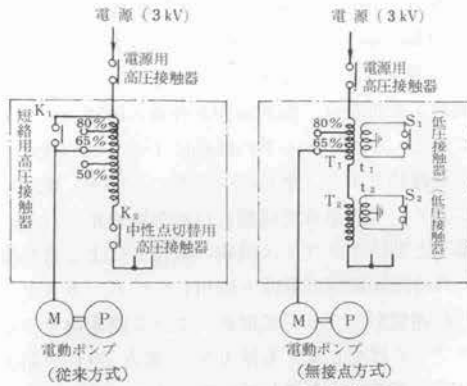 電源(3kV)
電源用
高圧接触器
K₁
短絡用高圧接触器
80%
65%
50%
K₂
中性点切替用
高圧接触器
M
P
電動ポンプ
(従来方式)
電源(3kV)
電源用
高圧接触器
80%
65%
T₁
t₁
S₁
(低圧接触器)
T₂
t₂
S₂
(低圧接触器)
M
P
電動ポンプ
(無接点方式)